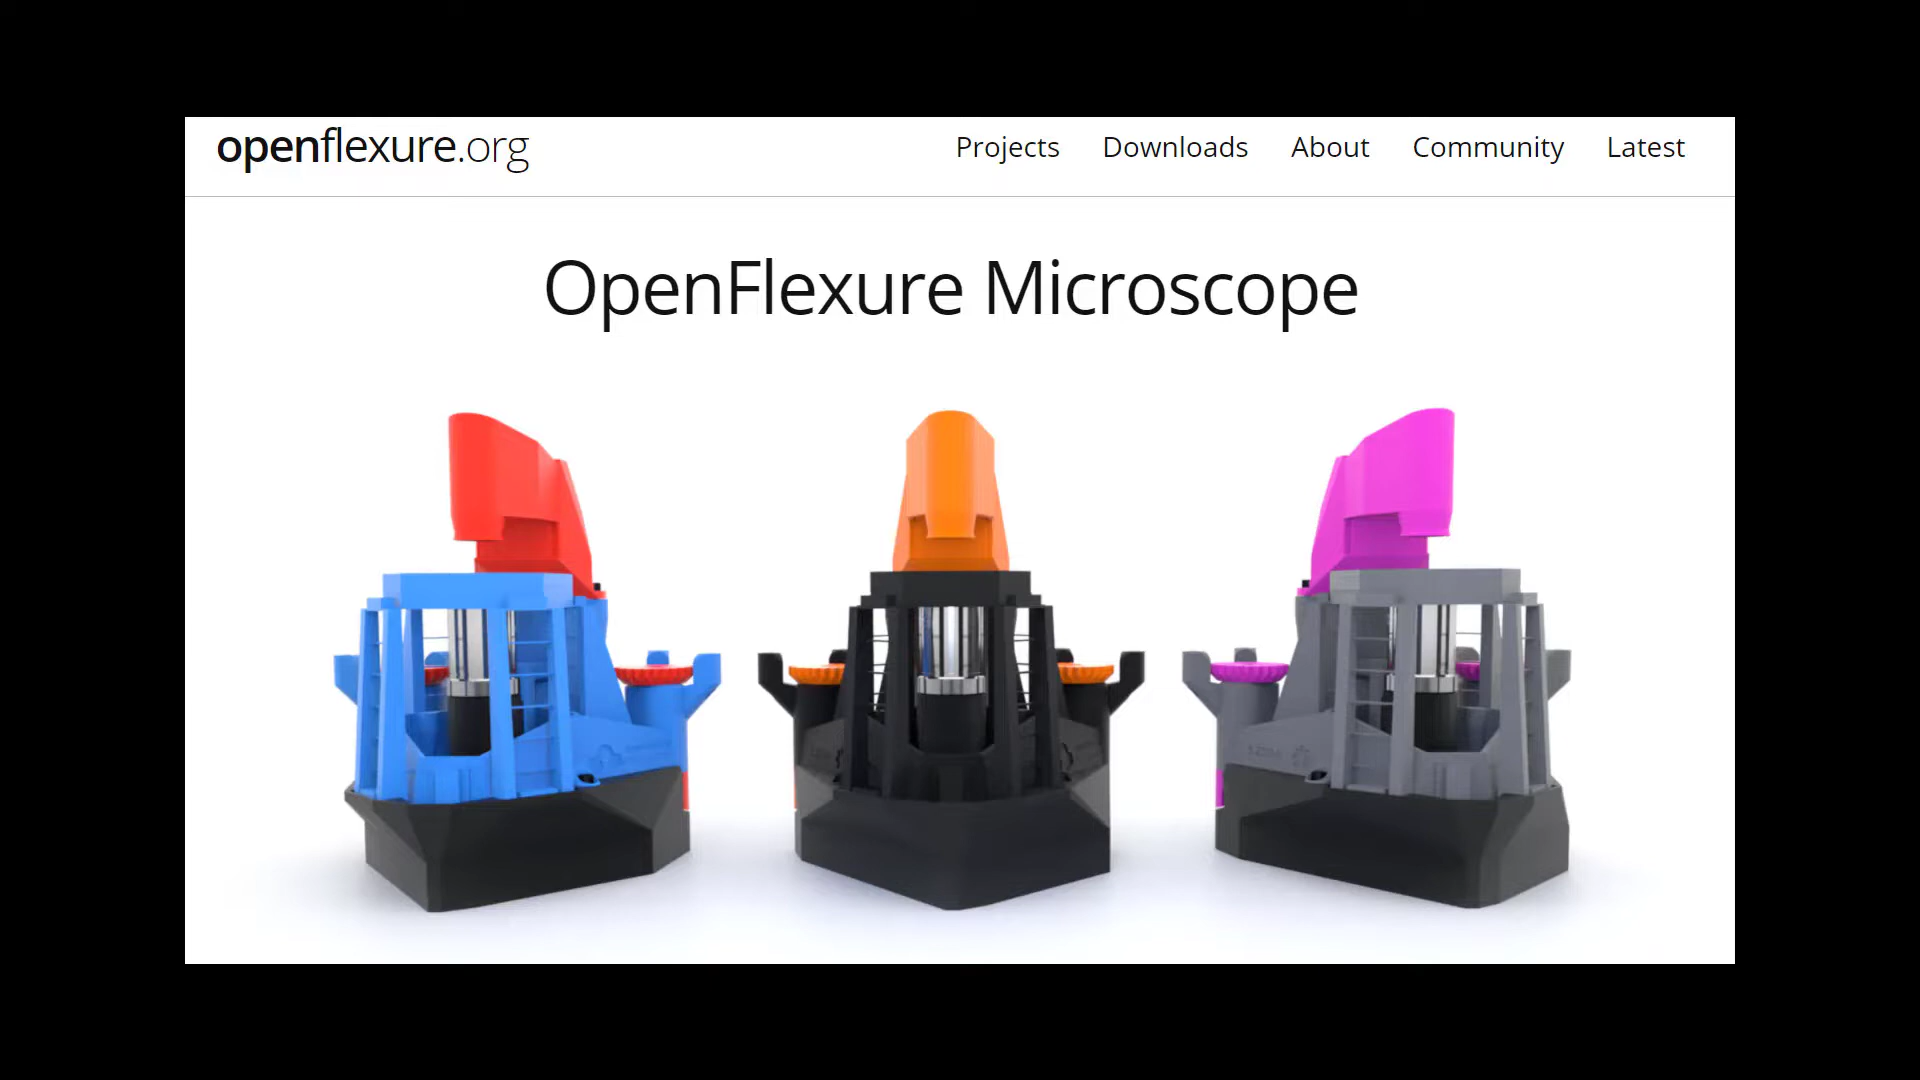 openflexure.org
Projects Downloads About Community Latest
OpenFlexure Microscope